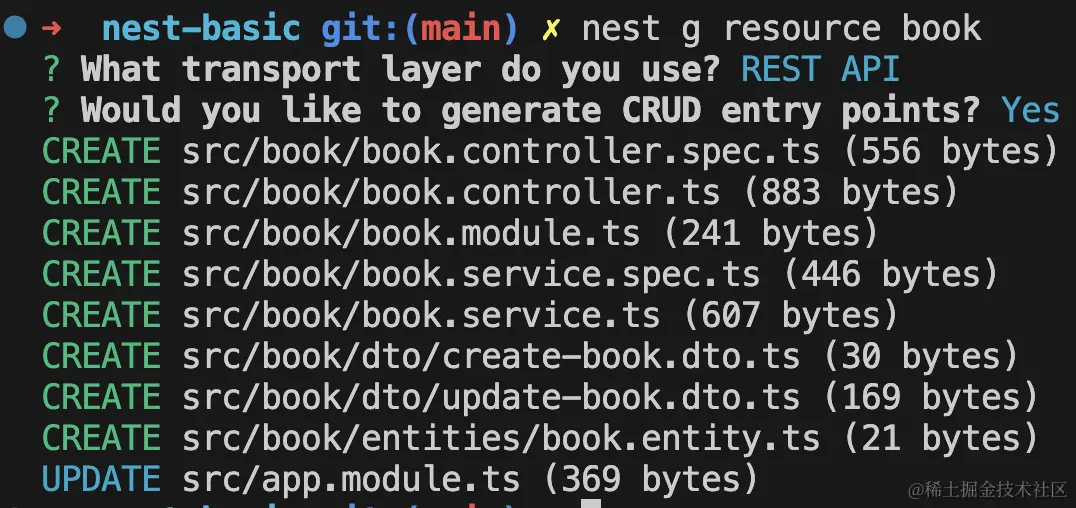 ➜ nest-basic git:(main) ✗ nest g resource book
? What transport layer do you use? REST API
? Would you like to generate CRUD entry points? Yes
CREATE src/book/book.controller.spec.ts (556 bytes)
CREATE src/book/book.controller.ts (883 bytes)
CREATE src/book/book.module.ts (241 bytes)
CREATE src/book/book.service.spec.ts (446 bytes)
CREATE src/book/book.service.ts (607 bytes)
CREATE src/book/dto/create-book.dto.ts (30 bytes)
CREATE src/book/dto/update-book.dto.ts (169 bytes)
CREATE src/book/entities/book.entity.ts (21 bytes)
UPDATE src/app.module.ts (369 bytes)
@稀土掘金技术社区